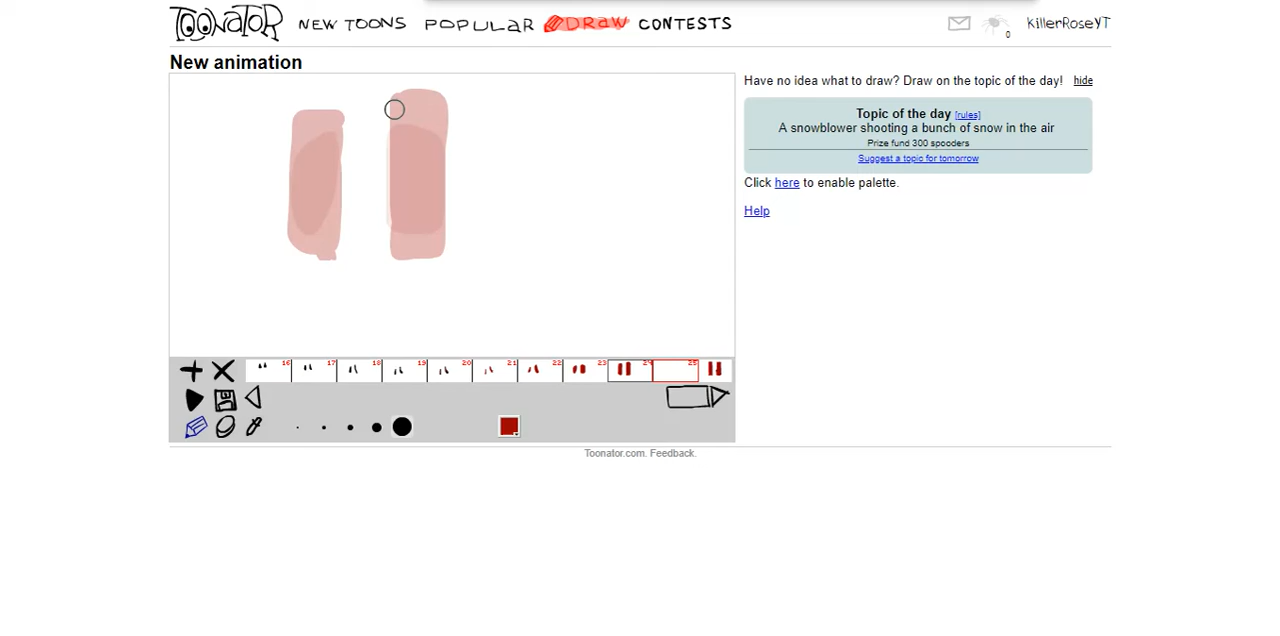 TOONATOR NEW TOONS POPULAR DRAW CONTESTS 0 KillerRoseYT
New animation
Have no idea what to draw? Draw on the topic of the day! hide
Topic of the day [rules]
A snowblower shooting a bunch of snow in the air
Prize fund 300 spooders
Suggest a topic for tomorrow
Click here to enable palette.
Help
16 17 18 19 20 21 22 23 24 25
Toonator.com. Feedback.